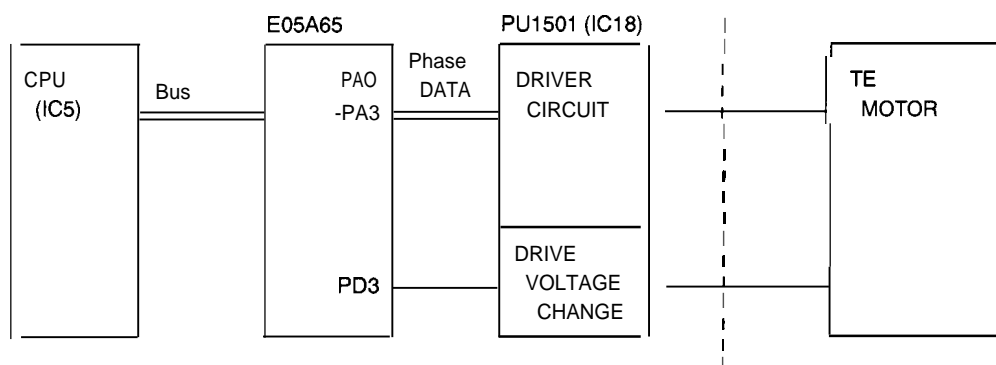 E05A65
PU1501 (IC18)
CPU
(IC5)
Bus
PAO
-PA3
Phase
DATA
DRIVER
CIRCUIT
TE
MOTOR
PD3
DRIVE
VOLTAGE
CHANGE